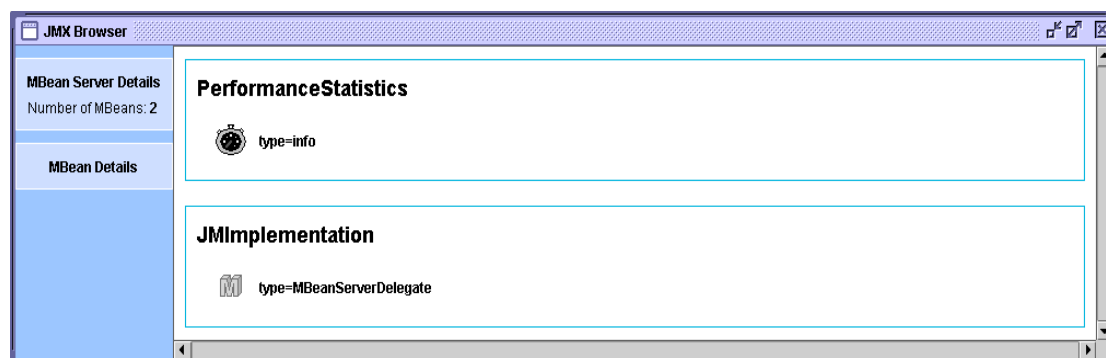 JMX Browser
MBean Server Details
Number of MBeans: 2
MBean Details
PerformanceStatistics
type=info
JMImplementation
M
type=MBeanServerDelegate